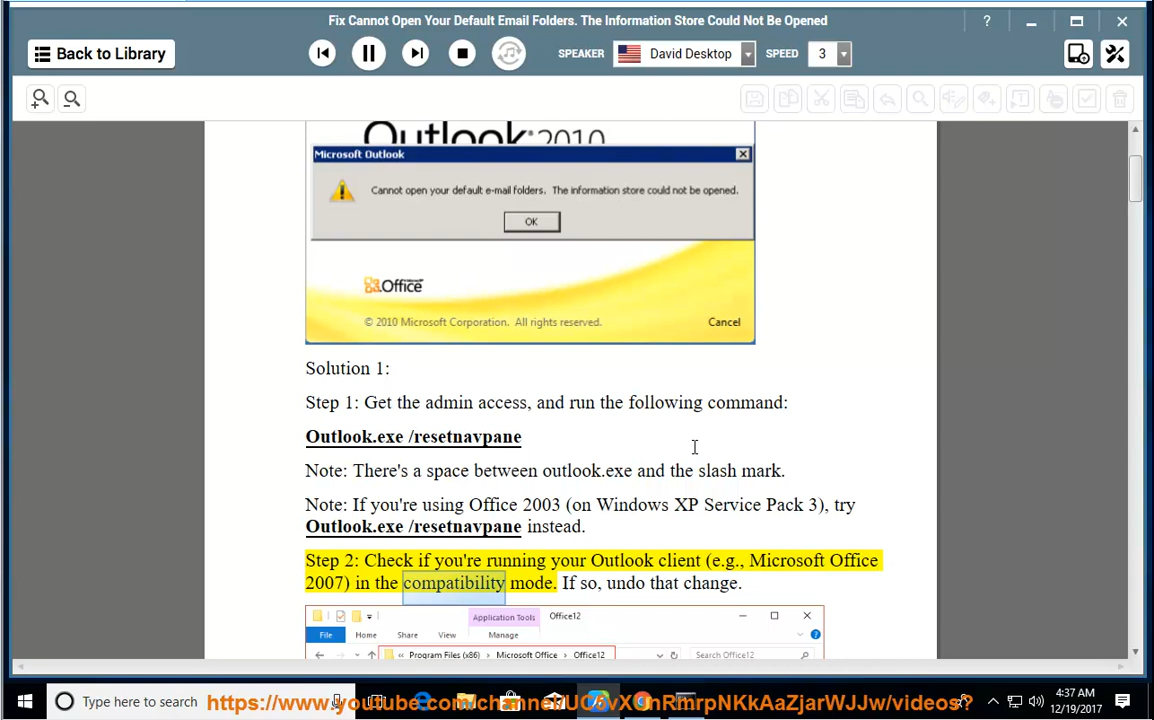 Fix Cannot Open Your Default Email Folders. The Information Store Could Not Be Opened
Back to Library
SPEAKER
David Desktop
SPEED
3
Outlook 2010
Microsoft Outlook
Cannot open your default e-mail folders. The information store could not be opened.
OK
Office
© 2010 Microsoft Corporation. All rights reserved.
Cancel
Solution 1:
Step 1: Get the admin access, and run the following command:
Outlook.exe /resetnavpane
Note: There's a space between outlook.exe and the slash mark.
Note: If you're using Office 2003 (on Windows XP Service Pack 3), try
Outlook.exe /resetnavpane instead.
Step 2: Check if you're running your Outlook client (e.g., Microsoft Office
2007) in the compatibility mode. If so, undo that change.
Application Tools
Office12
File
Home
Share
View
Manage
« Program Files (x86) > Microsoft Office > Office12
Search Office12
Type here to search
4:37 AM
12/19/2017